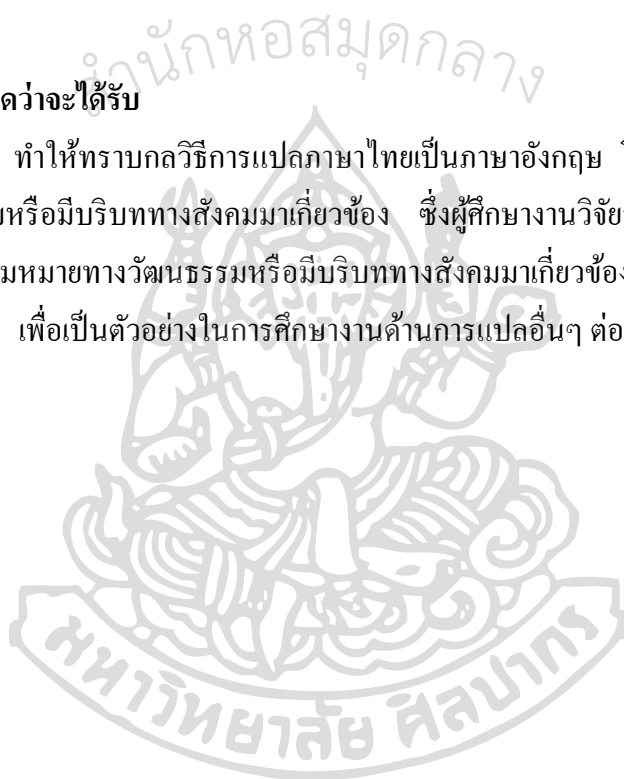 สำนักหอสมุดกลาง
ดว่าจะได้รับ
ทำให้ทราบกลวิธีการแปลภาษาไทยเป็นภาษาอังกฤษ
หรือมีบริบททางสังคมมาเกี่ยวข้อง ซึ่งผู้ศึกษางานวิจัย
มหมายทางวัฒนธรรมหรือมีบริบททางสังคมมาเกี่ยวข้อง
เพื่อเป็นตัวอย่างในการศึกษางานด้านการแปลอื่นๆ ต่อ
มหาวิทยาลัย ศิลปากร